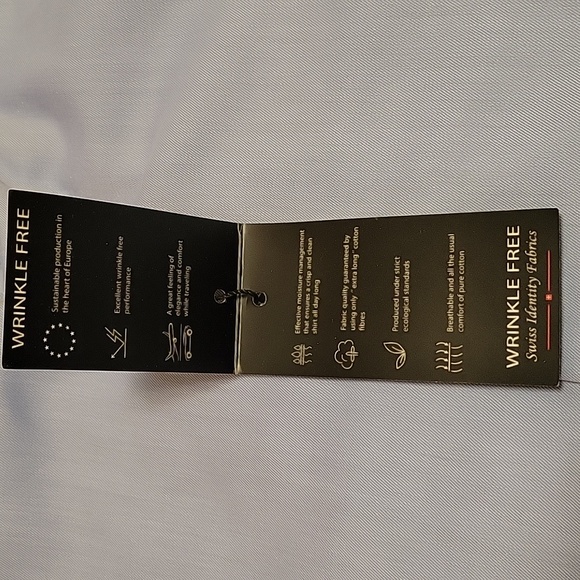 WRINKLE FREE
Sustainable production in
the heart of Europe
Excellent wrinkle free
performance
A great feeling of
elegance and comfort
while traveling
Effective moisture management
that ensures a crisp and clean
shirt all day long
Fabric quality guaranteed by
using only " extra long " cotton
fibres
Produced under strict
ecological standards
Breathable and all the usual
comfort of pure cotton
WRINKLE FREE
Swiss Identity Fabrics